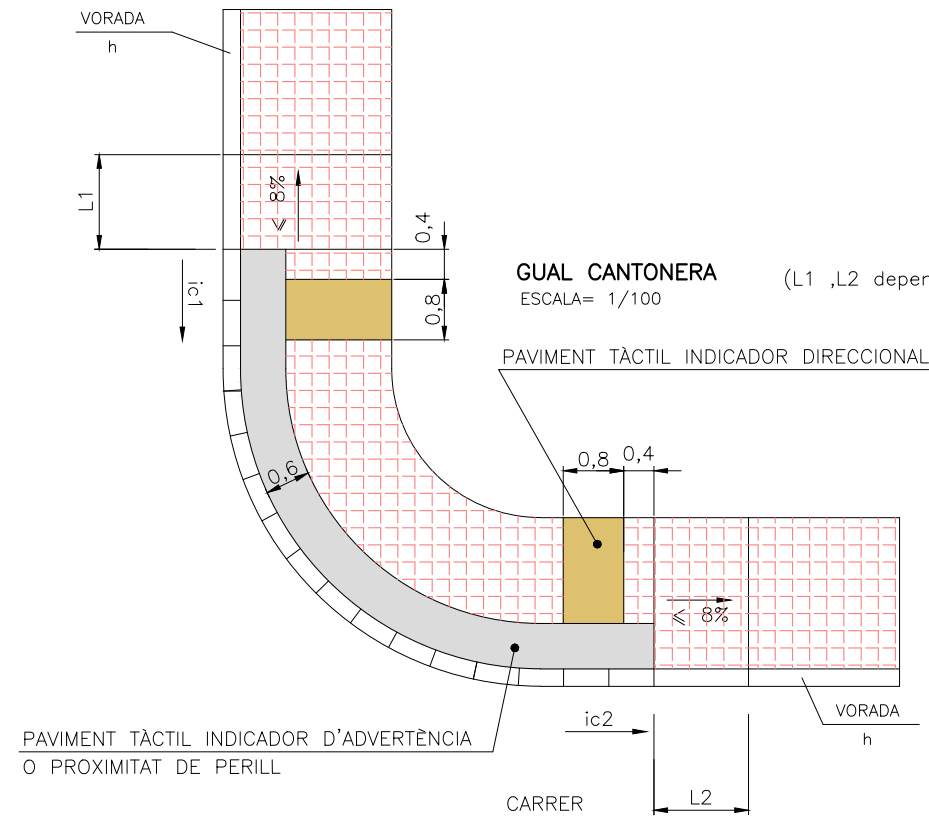 VORADA
h
L1
⩽ 8%
0,4
ic1
0,8
GUAL CANTONERA
(L1 ,L2 deper
ESCALA= 1/100
PAVIMENT TÀCTIL INDICADOR DIRECCIONAL
0,6
0,8
0,4
⩽ 8%
ic2
VORADA
h
PAVIMENT TÀCTIL INDICADOR D'ADVERTÈNCIA
O PROXIMITAT DE PERILL
CARRER
L2